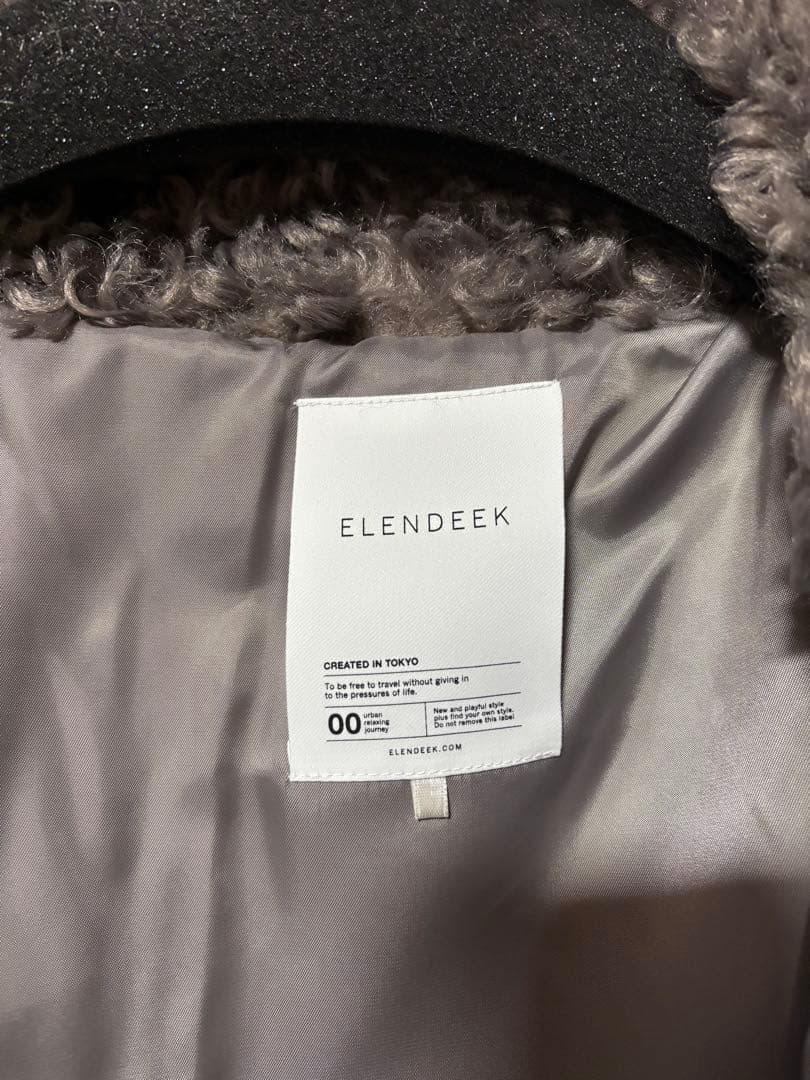 ELENDEEK
CREATED IN TOKYO
To be free to travel without giving in
to the pressures of life.
00
urban
relaxing
journey
New and playful style
plus find your own style.
Do not remove this label
ELENDEEK.COM